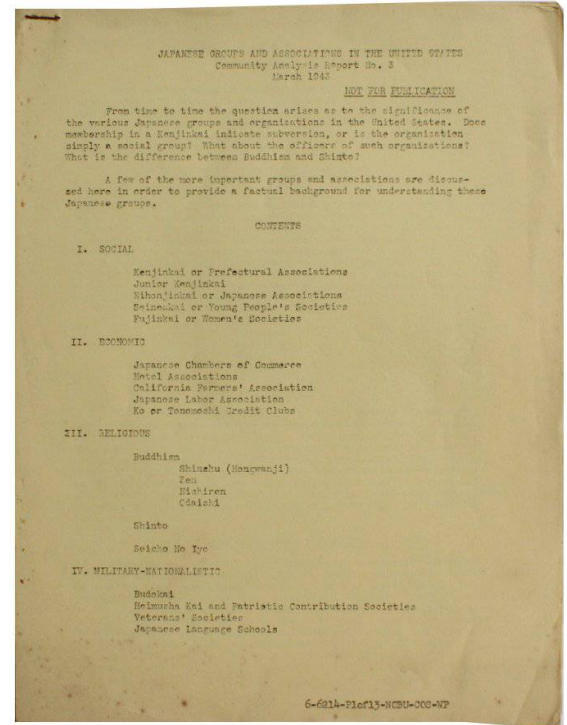 JAPANESE GROUPS AND ASSOCIATIONS IN THE UNITED STATES
Community Analysis Report No. 3
March 1943
NOT FOR PUBLICATION
From time to time the question arises as to the significance of
the various Japanese groups and organizations in the United States. Does
membership in a Kenjinkai indicate subversion, or is the organization
simply a social group? What about the officers of such organizations?
What is the difference between Buddhism and Shinto?
A few of the more important groups and associations are discus-
sed here in order to provide a factual background for understanding these
Japanese groups.
CONTENTS
I. SOCIAL
Kenjinkai or Prefectural Associations
Junior Kenjinkai
Nihonjinkai or Japanese Associations
Seinenkai or Young People's Societies
Fujinkai or Women's Societies
II. ECONOMIC
Japanese Chambers of Commerce
Hotel Associations
California Farmers' Association
Japanese Labor Association
Ko or Tanomoshi Credit Clubs
III. RELIGIOUS
Buddhism
Shinshu (Hongwanji)
Zen
Nichiren
Odaishi
Shinto
Seicho No Iye
IV. MILITARY-NATIONALISTIC
Budokai
Heimusha Kai and Patriotic Contribution Societies
Veterans' Societies
Japanese Language Schools
6-6214-P1of13-NOBU-COS-WP